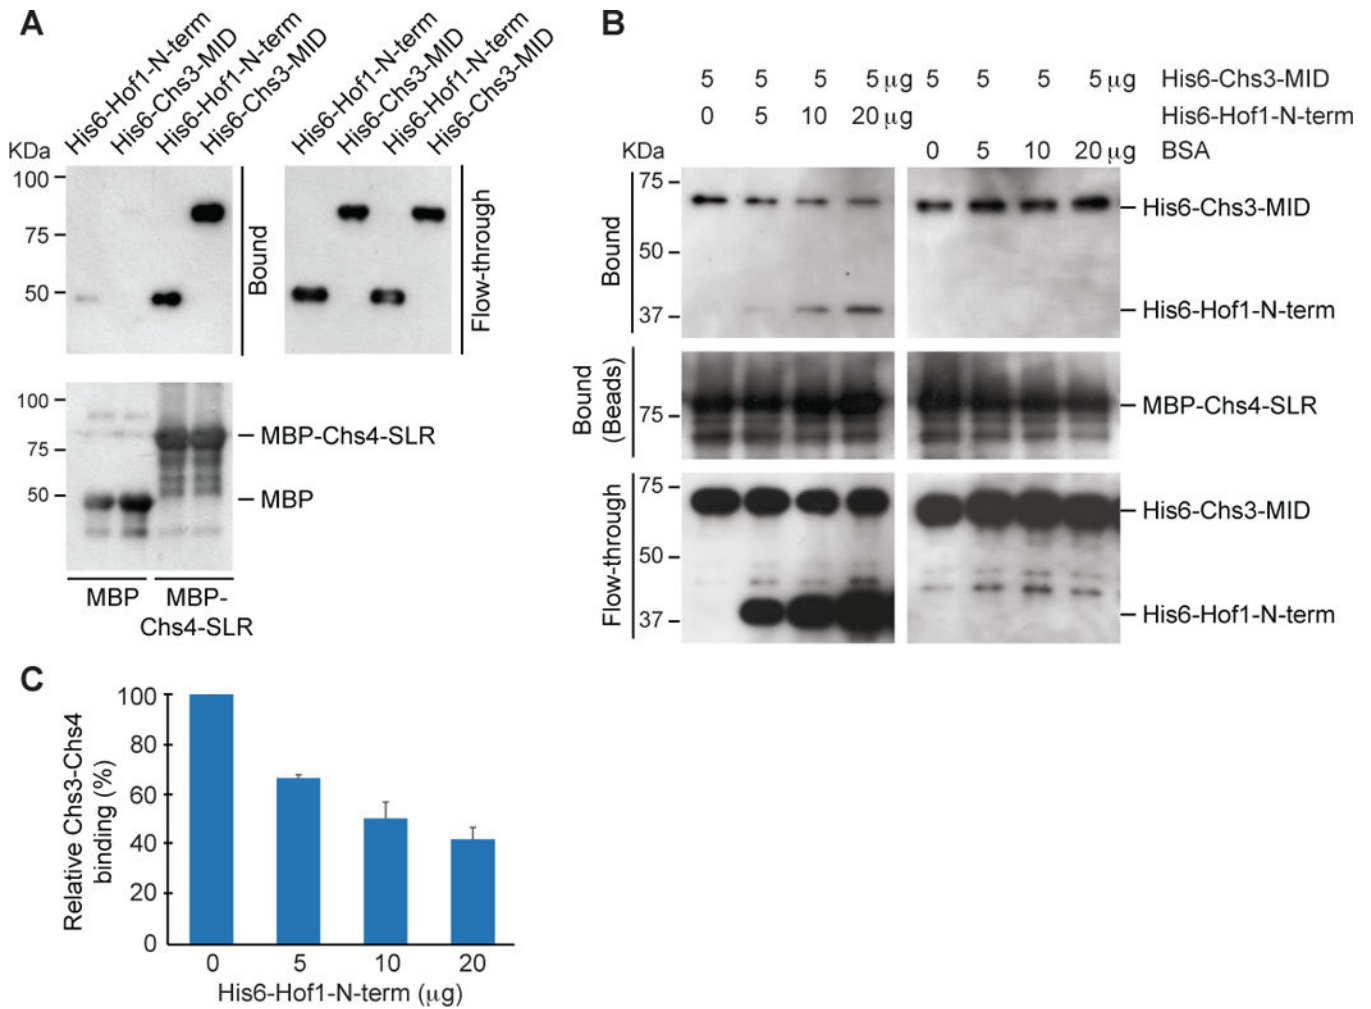 A
His6-Hof1-N-term
His6-Chs3-MID
His6-Hof1-N-term
His6-Chs3-MID
His6-Hof1-N-term
His6-Chs3-MID
His6-Hof1-N-term
His6-Chs3-MID
KDa
100
75
50
Bound
Flow-through
100
75
50
MBP-Chs4-SLR
MBP
MBP
MBP-
Chs4-SLR
B
5 5 5 5 μg 5 5 5 5 μg His6-Chs3-MID
0 5 10 20 μg His6-Hof1-N-term
0 5 10 20 μg BSA
KDa
Bound
75
50
37
His6-Chs3-MID
His6-Hof1-N-term
Bound
(Beads)
75
MBP-Chs4-SLR
Flow-through
75
50
37
His6-Chs3-MID
His6-Hof1-N-term
C
Relative Chs3-Chs4
binding (%)
100
80
60
40
20
0
0 5 10 20
His6-Hof1-N-term (μg)